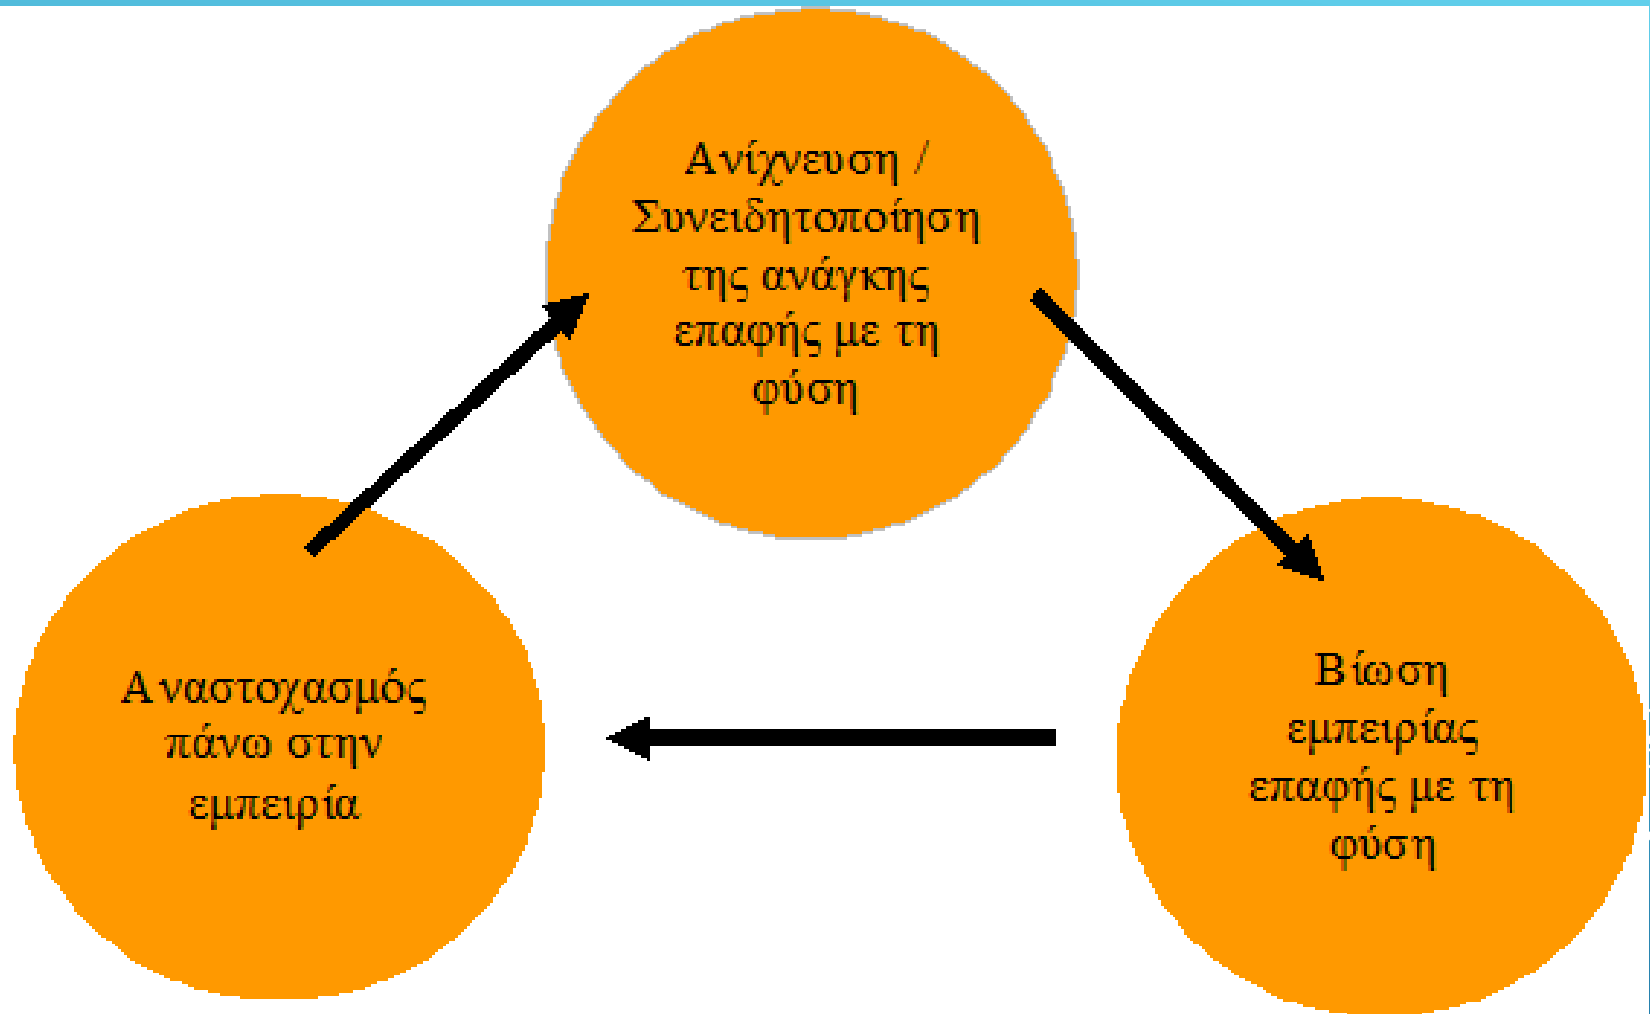 Ανίχνευση /
Συνειδητοποίηση
της ανάγκης
επαφής με τη
φύση
Αναστοχασμός
πάνω στην
εμπειρία
Βίωση
εμπειρίας
επαφής με τη
φύση